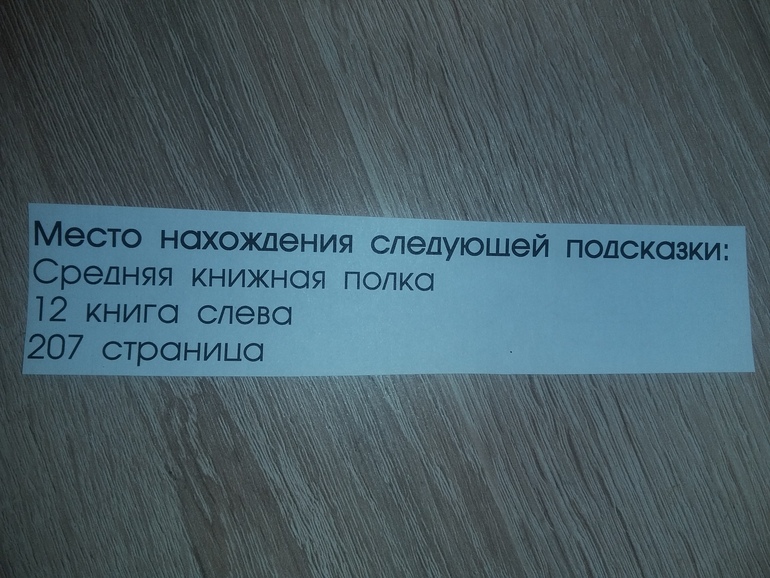 Место нахождения следующей подсказки:
Средняя книжная полка
12 книга слева
207 страница